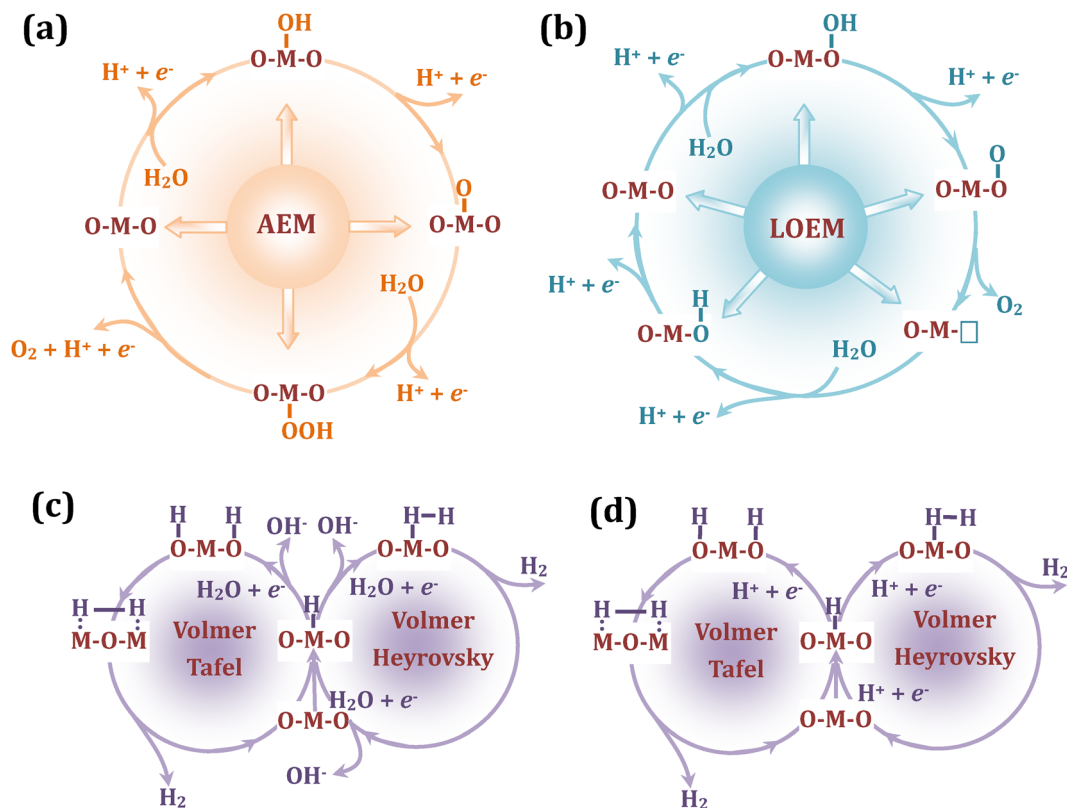 (a)
OH
O-M-O
H⁺ + e⁻
H⁺ + e⁻
H₂O
O
O-M-O
AEM
O-M-O
H₂O
O₂ + H⁺ + e⁻
H⁺ + e⁻
O-M-O
OOH
(b)
OH
O-M-O
H⁺ + e⁻
H⁺ + e⁻
H₂O
O
O-M-O
O-M-O
LOEM
H⁺ + e⁻
H
O-M-O
O-M-□
O₂
H₂O
H⁺ + e⁻
(c)
H H
O-M-O
OH⁻ OH⁻
H-H
O-M-O
H₂
H₂O + e⁻
H₂O + e⁻
H H
M-O-M
Volmer
Tafel
H
O-M-O
Volmer
Heyrovsky
H₂O + e⁻
O-M-O
OH⁻
H₂
(d)
H H
O-M-O
H-H
O-M-O
H₂
H⁺ + e⁻
H⁺ + e⁻
H H
M-O-M
Volmer
Tafel
H
O-M-O
Volmer
Heyrovsky
H⁺ + e⁻
O-M-O
H₂